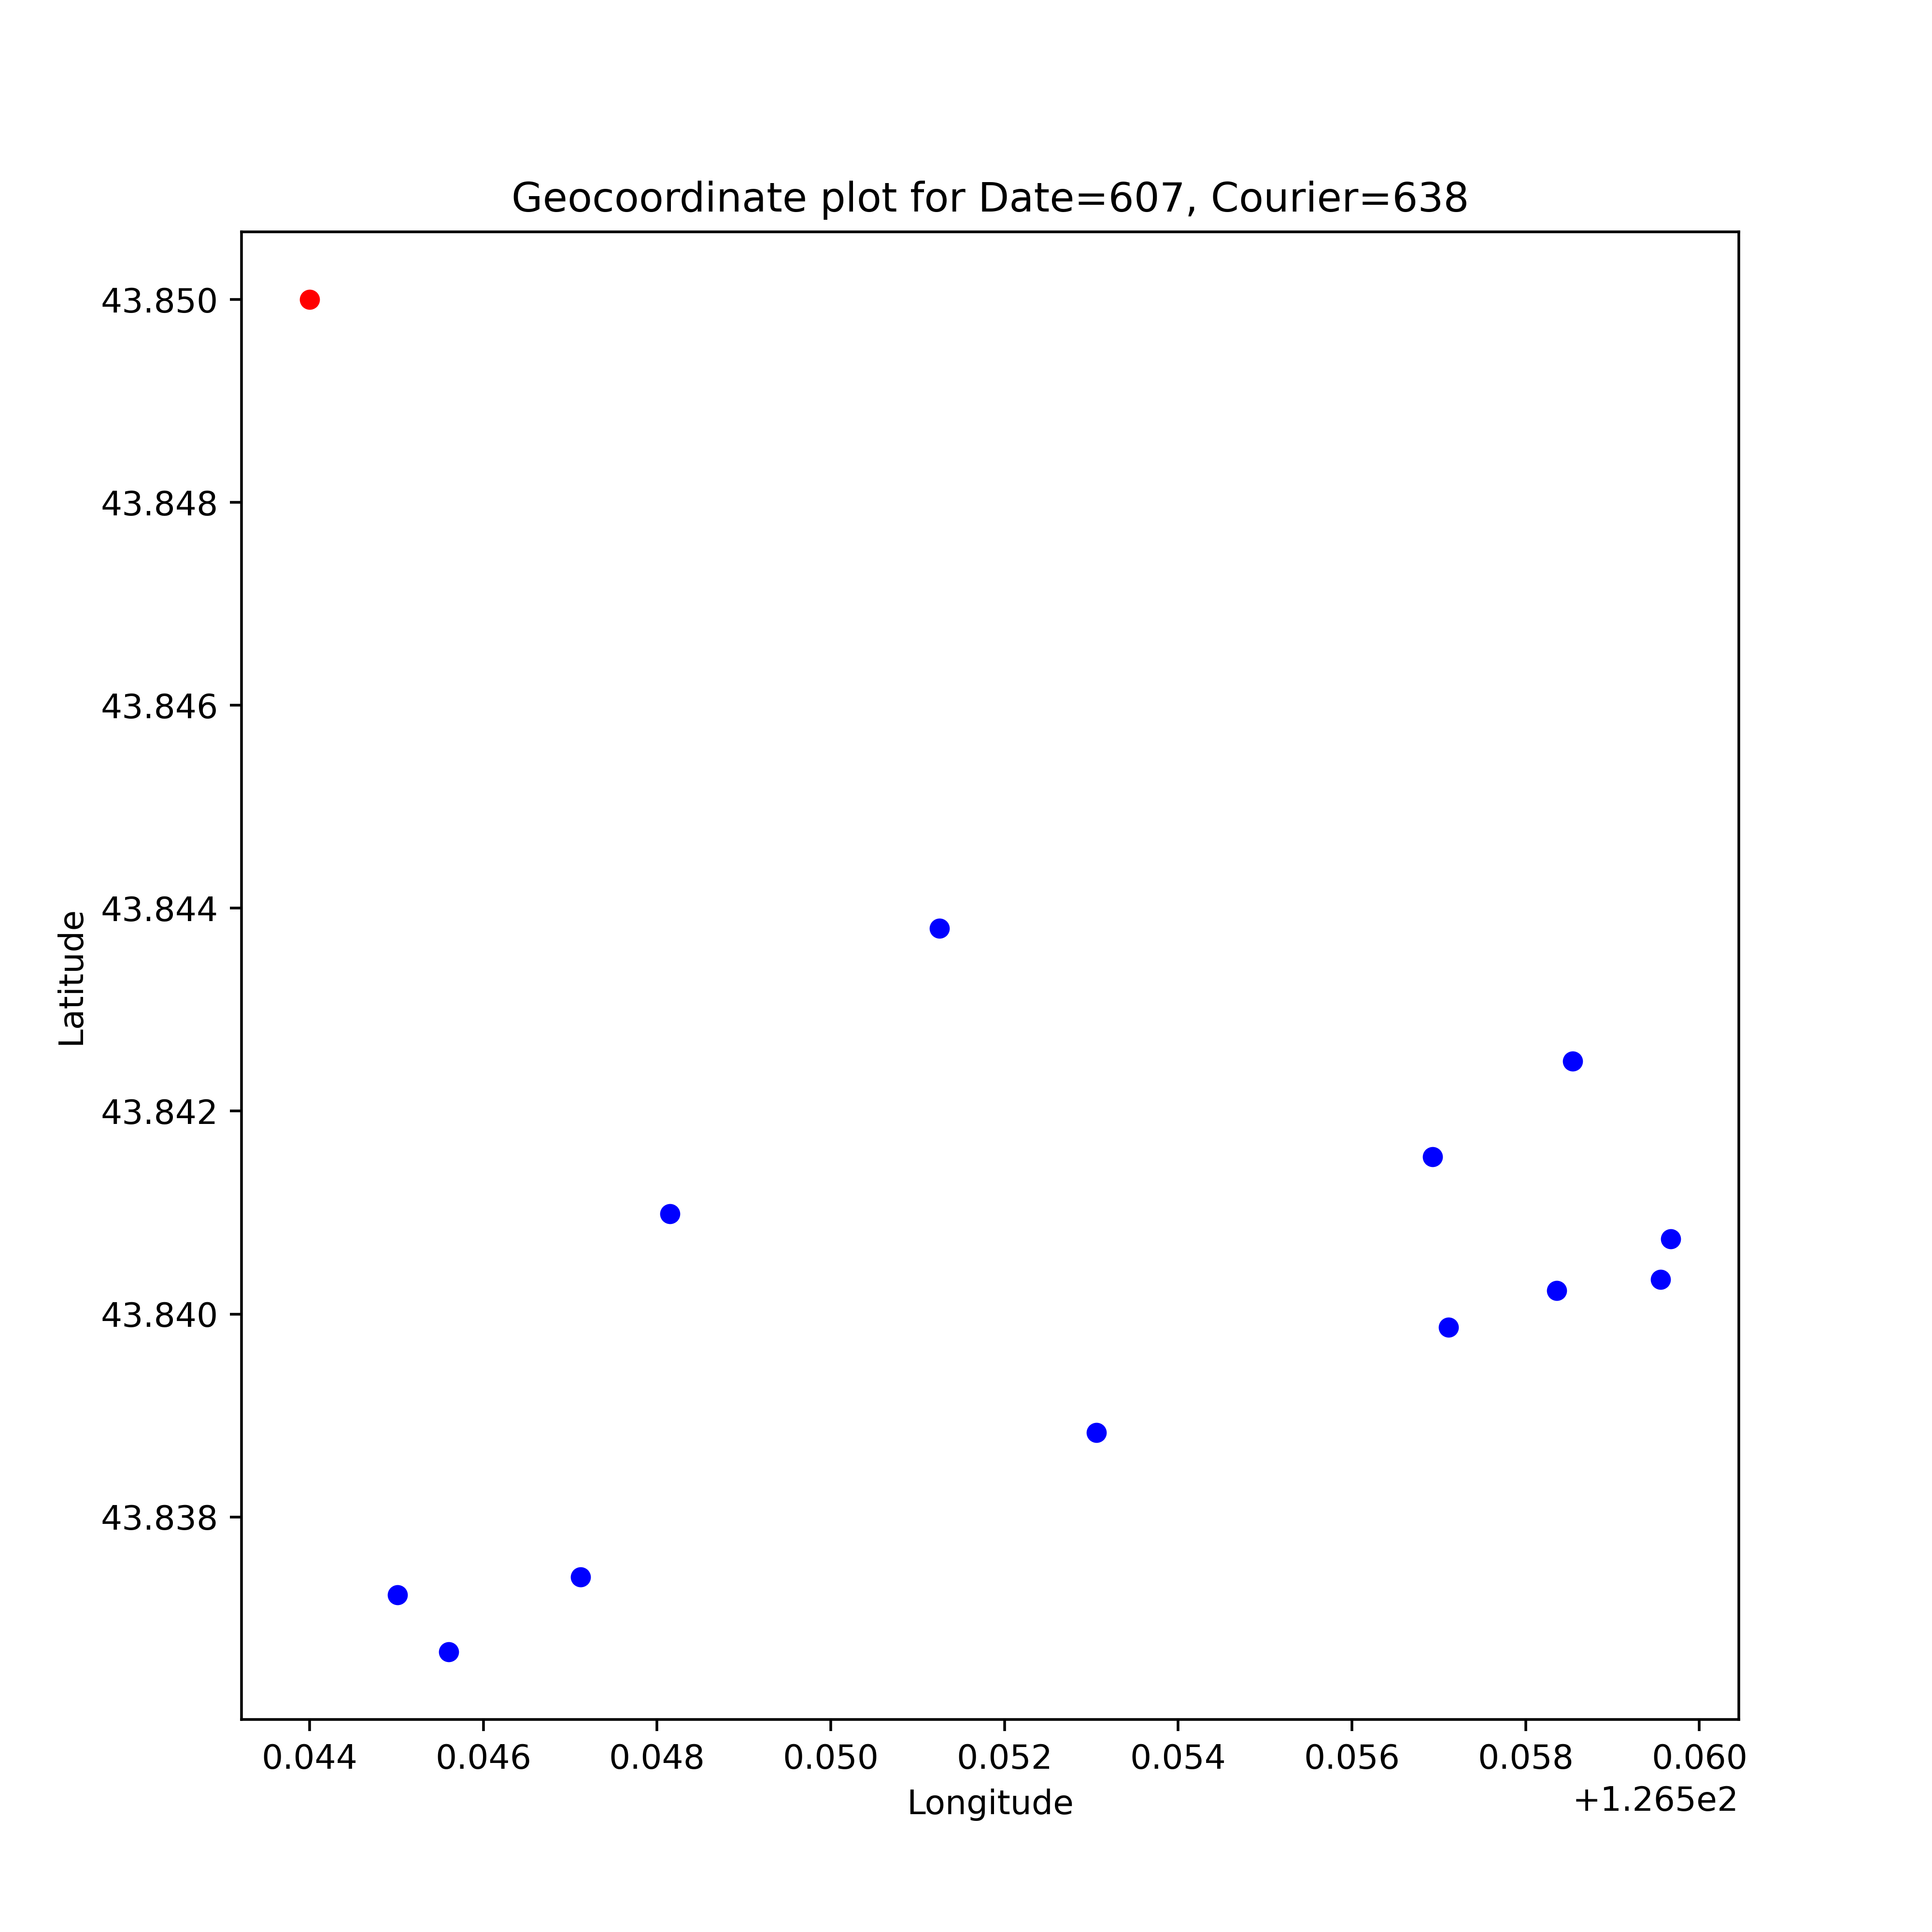 Geocoordinate plot for Date=607, Courier=638
43.850
43.848
43.846
43.844
43.842
43.840
43.838
Latitude
0.044 0.046 0.048 0.050 0.052 0.054 0.056 0.058 0.060
+1.265e2
Longitude